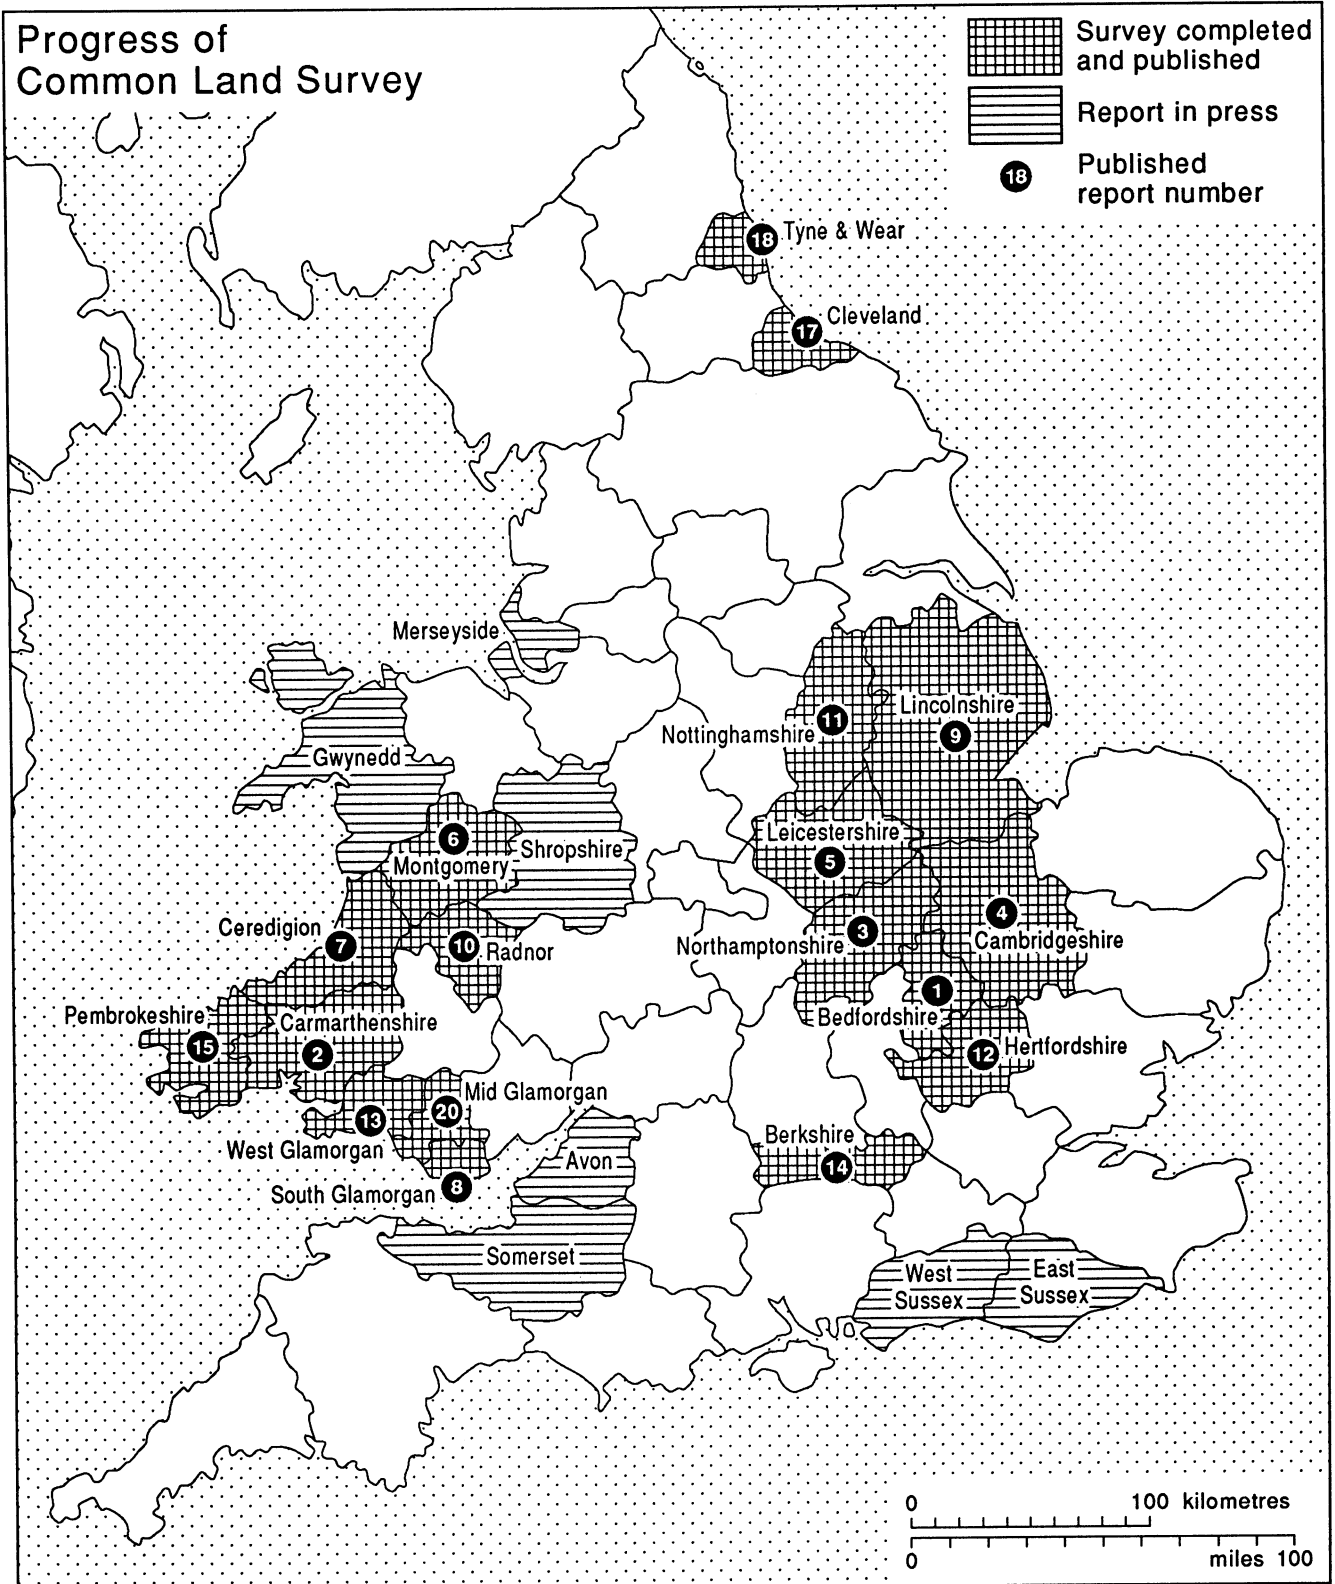 Progress of
Common Land Survey
Survey completed
and published
Report in press
18
Published
report number
18 Tyne & Wear
17 Cleveland
Merseyside
Lincolnshire
9
Nottinghamshire 11
Gwynedd
6
Montgomery
Shropshire
Leicestershire
5
4
Cambridgeshire
Ceredigion
7
10 Radnor
Northamptonshire 3
1
Bedfordshire
Pembrokeshire
15
Carmarthenshire
2
12 Hertfordshire
Mid Glamorgan
20
13
West Glamorgan
Berkshire
14
Avon
South Glamorgan 8
Somerset
West
Sussex
East
Sussex
0 100 kilometres
0 miles 100